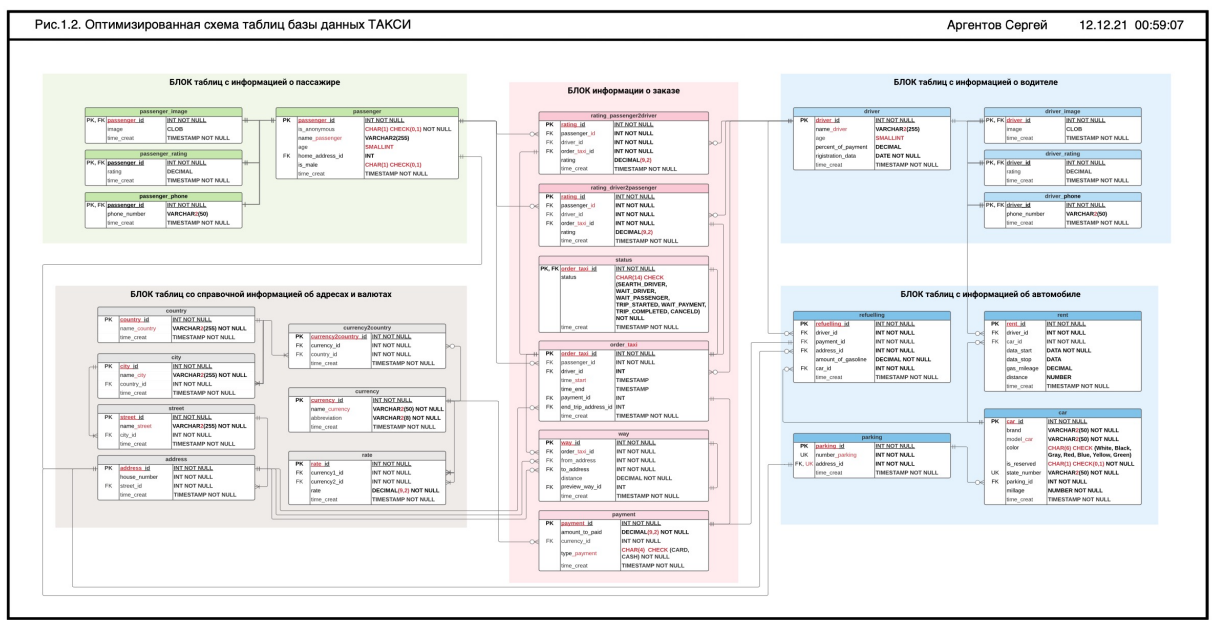 Рис.1.2. Оптимизированная схема таблиц базы данных ТАКСИ
Аргентов Сергей 12.12.21 00:59:07
БЛОК таблиц с информацией о пассажире
passenger_image
PK, FK passenger_id INT NOT NULL
image CLOB
time_creat TIMESTAMP NOT NULL
passenger_rating
PK, FK passenger_id INT NOT NULL
rating DECIMAL
time_creat TIMESTAMP NOT NULL
passenger_phone
PK, FK passenger_id INT NOT NULL
phone_number VARCHAR2(50)
time_creat TIMESTAMP NOT NULL
passenger
PK passenger_id INT NOT NULL
is_anonymous CHAR(1) CHECK(0,1) NOT NULL
name_passenger VARCHAR2(255)
age SMALLINT
FK home_address_id INT
is_male CHAR(1) CHECK(0,1)
time_creat TIMESTAMP NOT NULL
БЛОК информации о заказе
rating_passenger2driver
PK rating_id INT NOT NULL
FK passenger_id INT NOT NULL
FK driver_id INT NOT NULL
FK order_taxi_id INT NOT NULL
rating DECIMAL(9,2)
time_creat TIMESTAMP NOT NULL
rating_driver2passenger
PK rating_id INT NOT NULL
FK passenger_id INT NOT NULL
FK driver_id INT NOT NULL
FK order_taxi_id INT NOT NULL
rating DECIMAL(9,2)
time_creat TIMESTAMP NOT NULL
status
PK, FK order_taxi_id INT NOT NULL
status CHAR(14) CHECK
(SEARTH_DRIVER,
WAIT_DRIVER,
WAIT_PASSENGER,
TRIP_STARTED, WAIT_PAYMENT,
TRIP_COMPLETED, CANCELD)
NOT NULL
time_creat TIMESTAMP NOT NULL
order_taxi
PK order_taxi_id INT NOT NULL
FK passenger_id INT NOT NULL
FK driver_id INT
time_start TIMESTAMP
time_end TIMESTAMP
FK payment_id INT
FK end_trip_address_id INT
time_creat TIMESTAMP NOT NULL
way
PK way_id INT NOT NULL
FK order_taxi_id INT NOT NULL
FK from_address INT NOT NULL
FK to_address INT NOT NULL
distance DECIMAL NOT NULL
FK preview_way_id INT
time_creat TIMESTAMP NOT NULL
payment
PK payment_id INT NOT NULL
amount_to_paid DECIMAL(9,2) NOT NULL
FK currency_id INT NOT NULL
type_payment CHAR(4) CHECK (CARD,
CASH) NOT NULL
time_creat TIMESTAMP NOT NULL
БЛОК таблиц с информацией о водителе
driver
PK driver_id INT NOT NULL
name_driver VARCHAR2(255)
age SMALLINT
percent_of_payment DECIMAL
rigistration_data DATE NOT NULL
time_creat TIMESTAMP NOT NULL
driver_image
PK, FK driver_id INT NOT NULL
image CLOB
time_creat TIMESTAMP NOT NULL
driver_rating
PK, FK driver_id INT NOT NULL
rating DECIMAL
time_creat TIMESTAMP NOT NULL
driver_phone
PK, FK driver_id INT NOT NULL
phone_number VARCHAR2(50)
time_creat TIMESTAMP NOT NULL
БЛОК таблиц со справочной информацией об адресах и валютах
country
PK country_id INT NOT NULL
name_country VARCHAR2(255) NOT NULL
time_creat TIMESTAMP NOT NULL
city
PK city_id INT NOT NULL
name_city VARCHAR2(255) NOT NULL
FK country_id INT NOT NULL
time_creat TIMESTAMP NOT NULL
street
PK street_id INT NOT NULL
name_street VARCHAR2(255) NOT NULL
FK city_id INT NOT NULL
time_creat TIMESTAMP NOT NULL
address
PK address_id INT NOT NULL
house_number INT NOT NULL
FK street_id INT NOT NULL
time_creat TIMESTAMP NOT NULL
currency2country
PK currency2country_id INT NOT NULL
FK currency_id INT NOT NULL
FK country_id INT NOT NULL
time_creat TIMESTAMP NOT NULL
currency
PK currency_id INT NOT NULL
name_currency VARCHAR2(50) NOT NULL
abbreviation VARCHAR2(8) NOT NULL
time_creat TIMESTAMP NOT NULL
rate
PK rate_id INT NOT NULL
FK currency1_id INT NOT NULL
FK currency2_id INT NOT NULL
rate DECIMAL(9,2) NOT NULL
time_creat TIMESTAMP NOT NULL
БЛОК таблиц с информацией об автомобиле
refuelling
PK refuelling_id INT NOT NULL
FK driver_id INT NOT NULL
FK payment_id INT NOT NULL
FK address_id INT NOT NULL
amount_of_gasoline DECIMAL NOT NULL
FK car_id INT NOT NULL
time_creat TIMESTAMP NOT NULL
parking
PK parking_id INT NOT NULL
UK number_parking INT NOT NULL
FK, UK address_id INT NOT NULL
time_creat TIMESTAMP NOT NULL
rent
PK rent_id INT NOT NULL
FK driver_id INT NOT NULL
FK car_id INT NOT NULL
data_start DATA NOT NULL
data_stop DATA
gas_mileage DECIMAL
distance NUMBER
time_creat TIMESTAMP NOT NULL
car
PK car_id INT NOT NULL
brand VARCHAR2(50) NOT NULL
model_car VARCHAR2(50) NOT NULL
color CHAR(6) CHECK (White, Black,
Gray, Red, Blue, Yellow, Green)
is_reserved CHAR(1) CHECK(0,1) NOT NULL
UK state_number VARCHAR2(50) NOT NULL
FK parking_id INT NOT NULL
millage NUMBER NOT NULL
time_creat TIMESTAMP NOT NULL